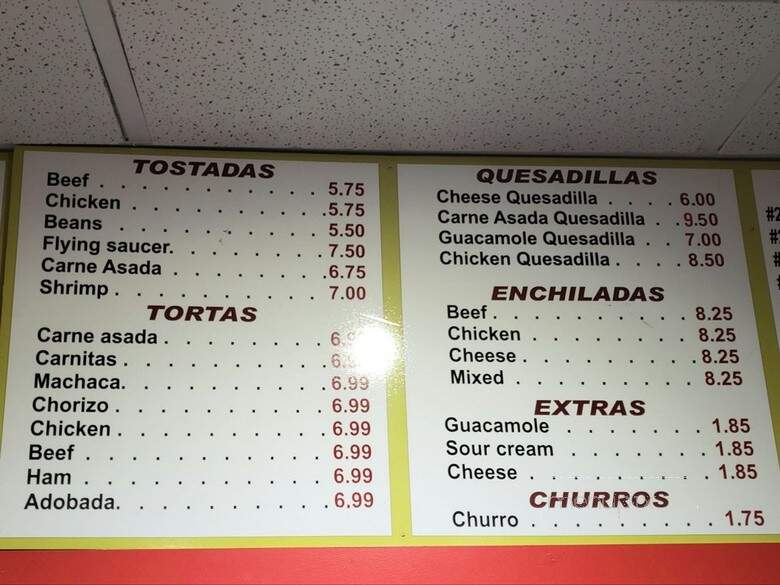 TOSTADAS
Beef . . . . . . . . . . . 5.75
Chicken . . . . . . . . . .5.75
Beans . . . . . . . . . . 5.50
Flying saucer. . . . . . . . 7.50
Carne Asada . . . . . . . .6.75
Shrimp . . . . . . . . . . 7.00
TORTAS
Carne asada . . . . . . . .
Carnitas . . . . . . . . . .
Machaca. . . . . . . . . . 6.99
Chorizo . . . . . . . . . . 6.99
Chicken . . . . . . . . . . 6.99
Beef . . . . . . . . . . . 6.99
Ham . . . . . . . . . . . 6.99
Adobada. . . . . . . . . .6.99
QUESADILLAS
Cheese Quesadilla . . . . 6.00
Carne Asada Quesadilla . . 9.50
Guacamole Quesadilla . . 7.00
Chicken Quesadilla . . . . 8.50
ENCHILADAS
Beef. . . . . . . . . . 8.25
Chicken . . . . . . . . . 8.25
Cheese . . . . . . . . . 8.25
Mixed . . . . . . . . . 8.25
EXTRAS
Guacamole . . . . . . . 1.85
Sour cream . . . . . . . 1.85
Cheese . . . . . . . . 1.85
CHURROS
Churro . . . . . . . . . 1.75